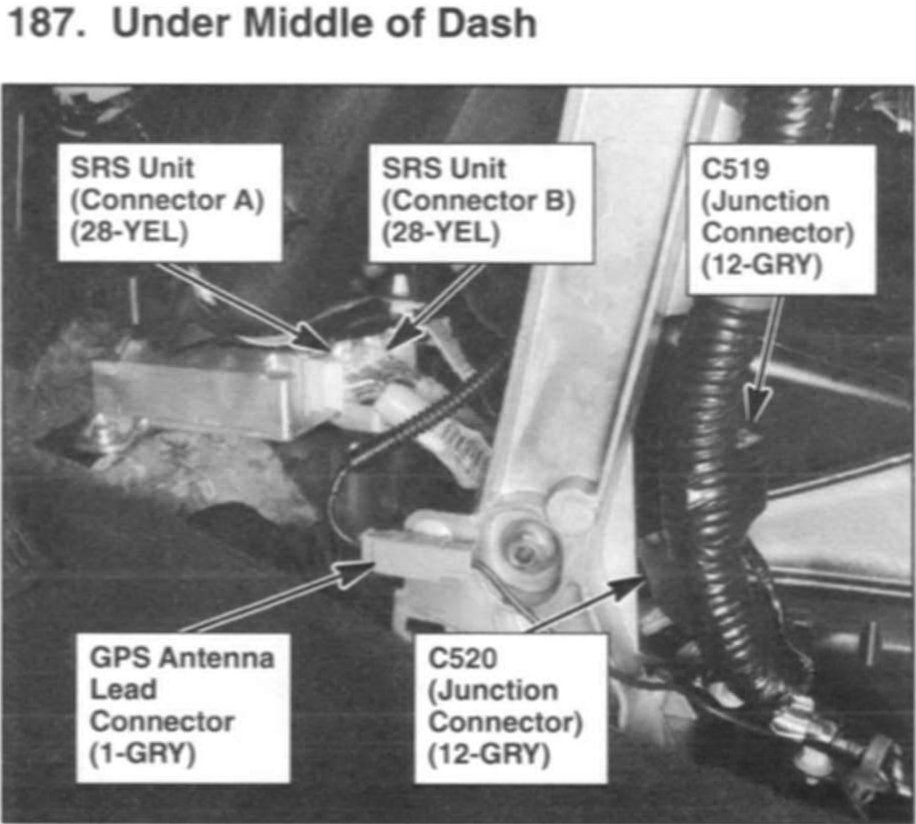 187. Under Middle of Dash
SRS Unit
(Connector A)
(28-YEL)
SRS Unit
(Connector B)
(28-YEL)
C519
(Junction
Connector)
(12-GRY)
GPS Antenna
Lead
Connector
(1-GRY)
C520
(Junction
Connector)
(12-GRY)